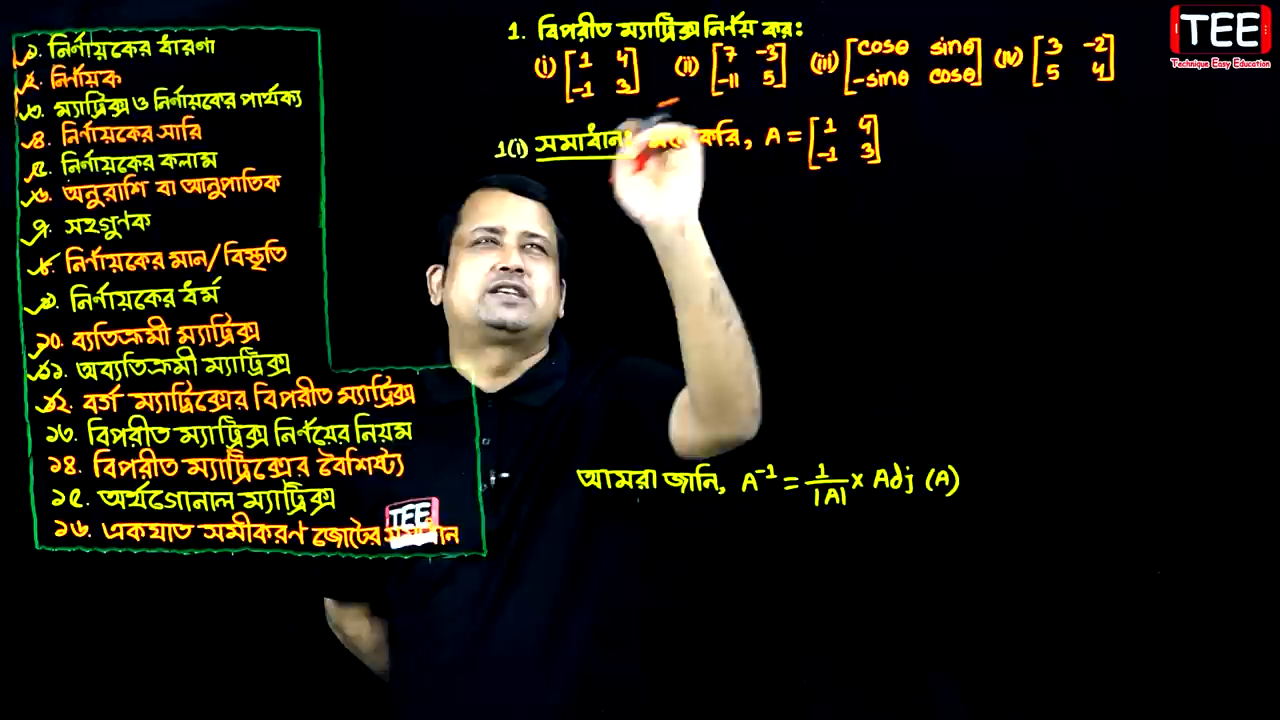 ১. নির্ণায়কের ধারণা
২. নির্ণায়ক
৩. ম্যাট্রিক্স ও নির্ণায়কের পার্থক্য
৪. নির্ণায়কের সারি
৫. নির্ণায়কের কলাম
৬. অনুরাশি বা আনুপাতিক
৭. সহগুণক
৮. নির্ণায়কের মান/বিস্তৃতি
৯. নির্ণায়কের ধর্ম
১০. ব্যতিক্রমী ম্যাট্রিক্স
১১. অব্যতিক্রমী ম্যাট্রিক্স
১২. বর্গ ম্যাট্রিক্সের বিপরীত ম্যাট্রিক্স
১৩. বিপরীত ম্যাট্রিক্স নির্ণয়ের নিয়ম
১৪. বিপরীত ম্যাট্রিক্সের বৈশিষ্ট্য
১৫. অর্থগোনাল ম্যাট্রিক্স
১৬. একঘাত সমীকরণ জোটের
1. বিপরীত ম্যাট্রিক্স নির্ণয় কর:
(i) [1 4 (ii) [7 -3 (iii) [cosθ sinθ (iv) [3 -2
-1 3] -11 5] -sinθ cosθ] 5 4]
1(i) সমাধান: করি, A = [1 4
-1 3]
আমরা জানি, A⁻¹ = 1/|A| × Adj (A)
TEE
Technique Easy Education
TEE